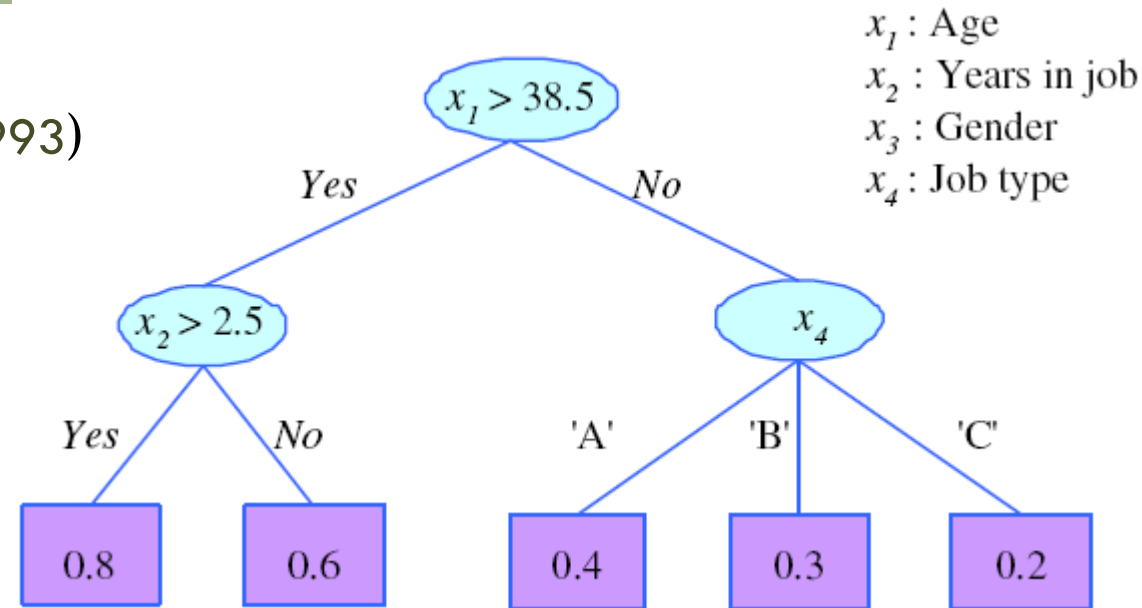 x1 : Age
x2 : Years in job
x3 : Gender
x4 : Job type
993)
x1 > 38.5
Yes
No
x2 > 2.5
x4
Yes
No
'A'
'B'
'C'
0.8
0.6
0.4
0.3
0.2